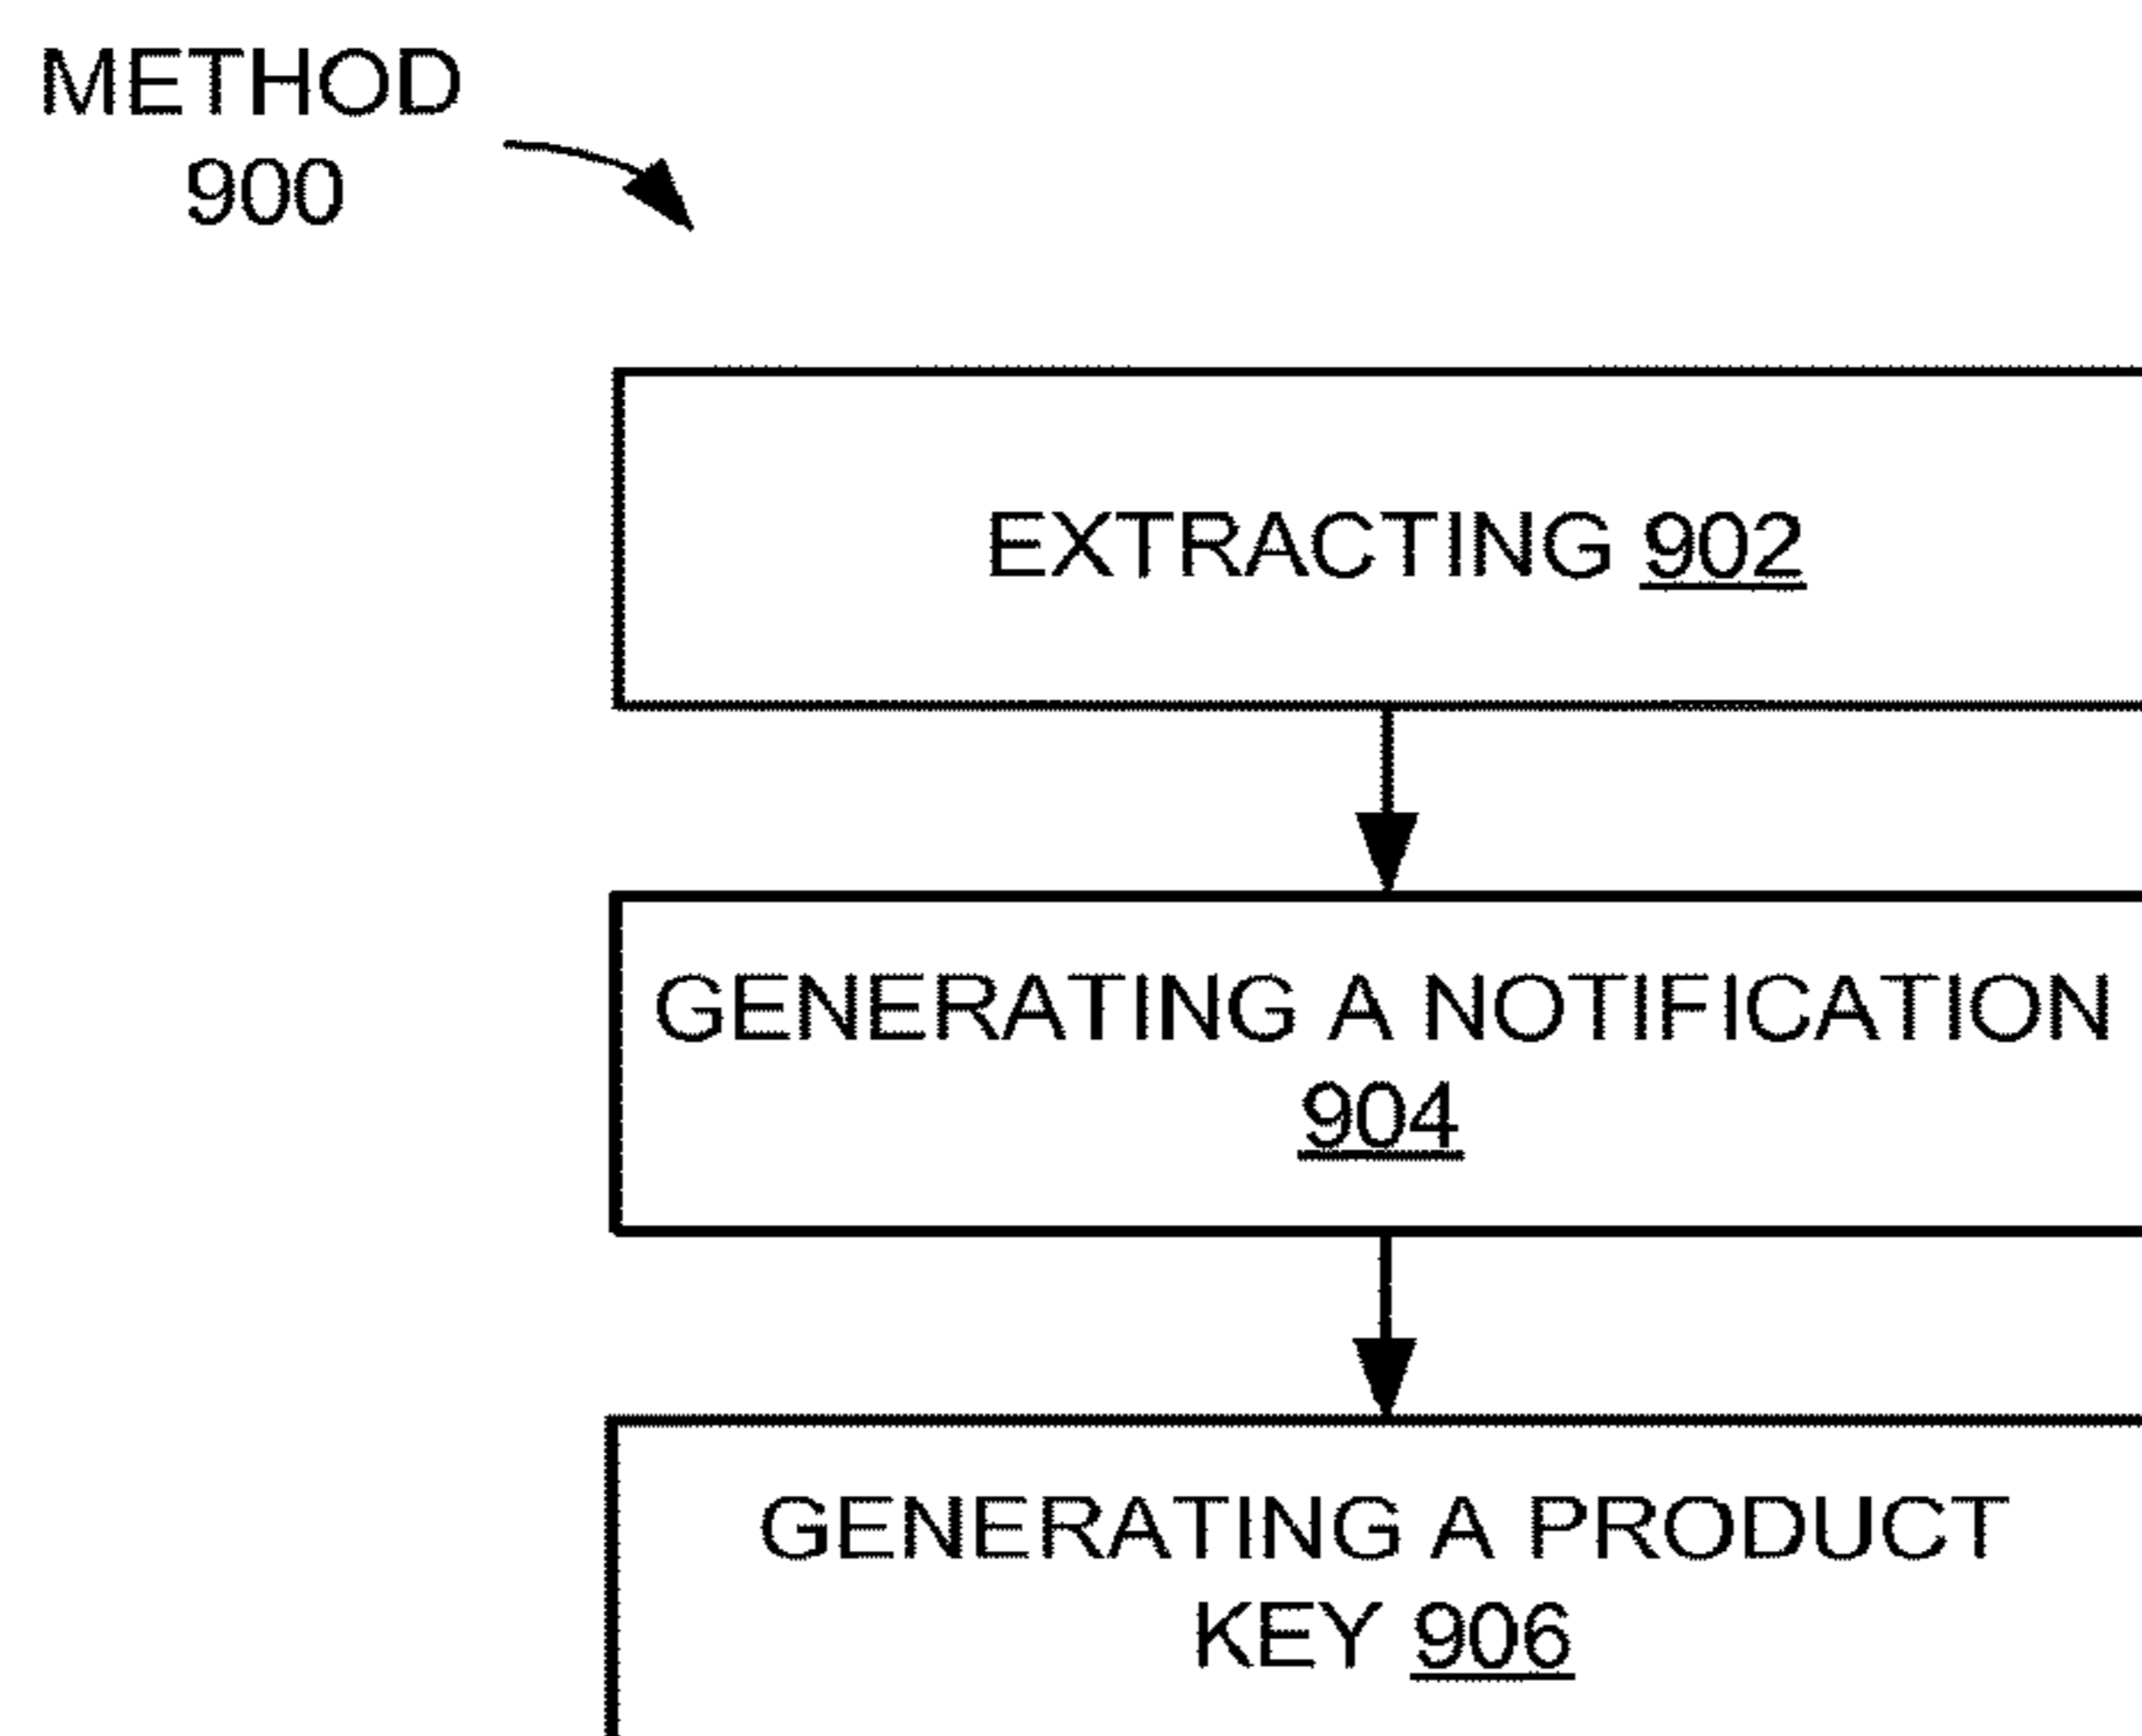 METHOD
900
EXTRACTING 902
GENERATING A NOTIFICATION
904
GENERATING A PRODUCT
KEY 906